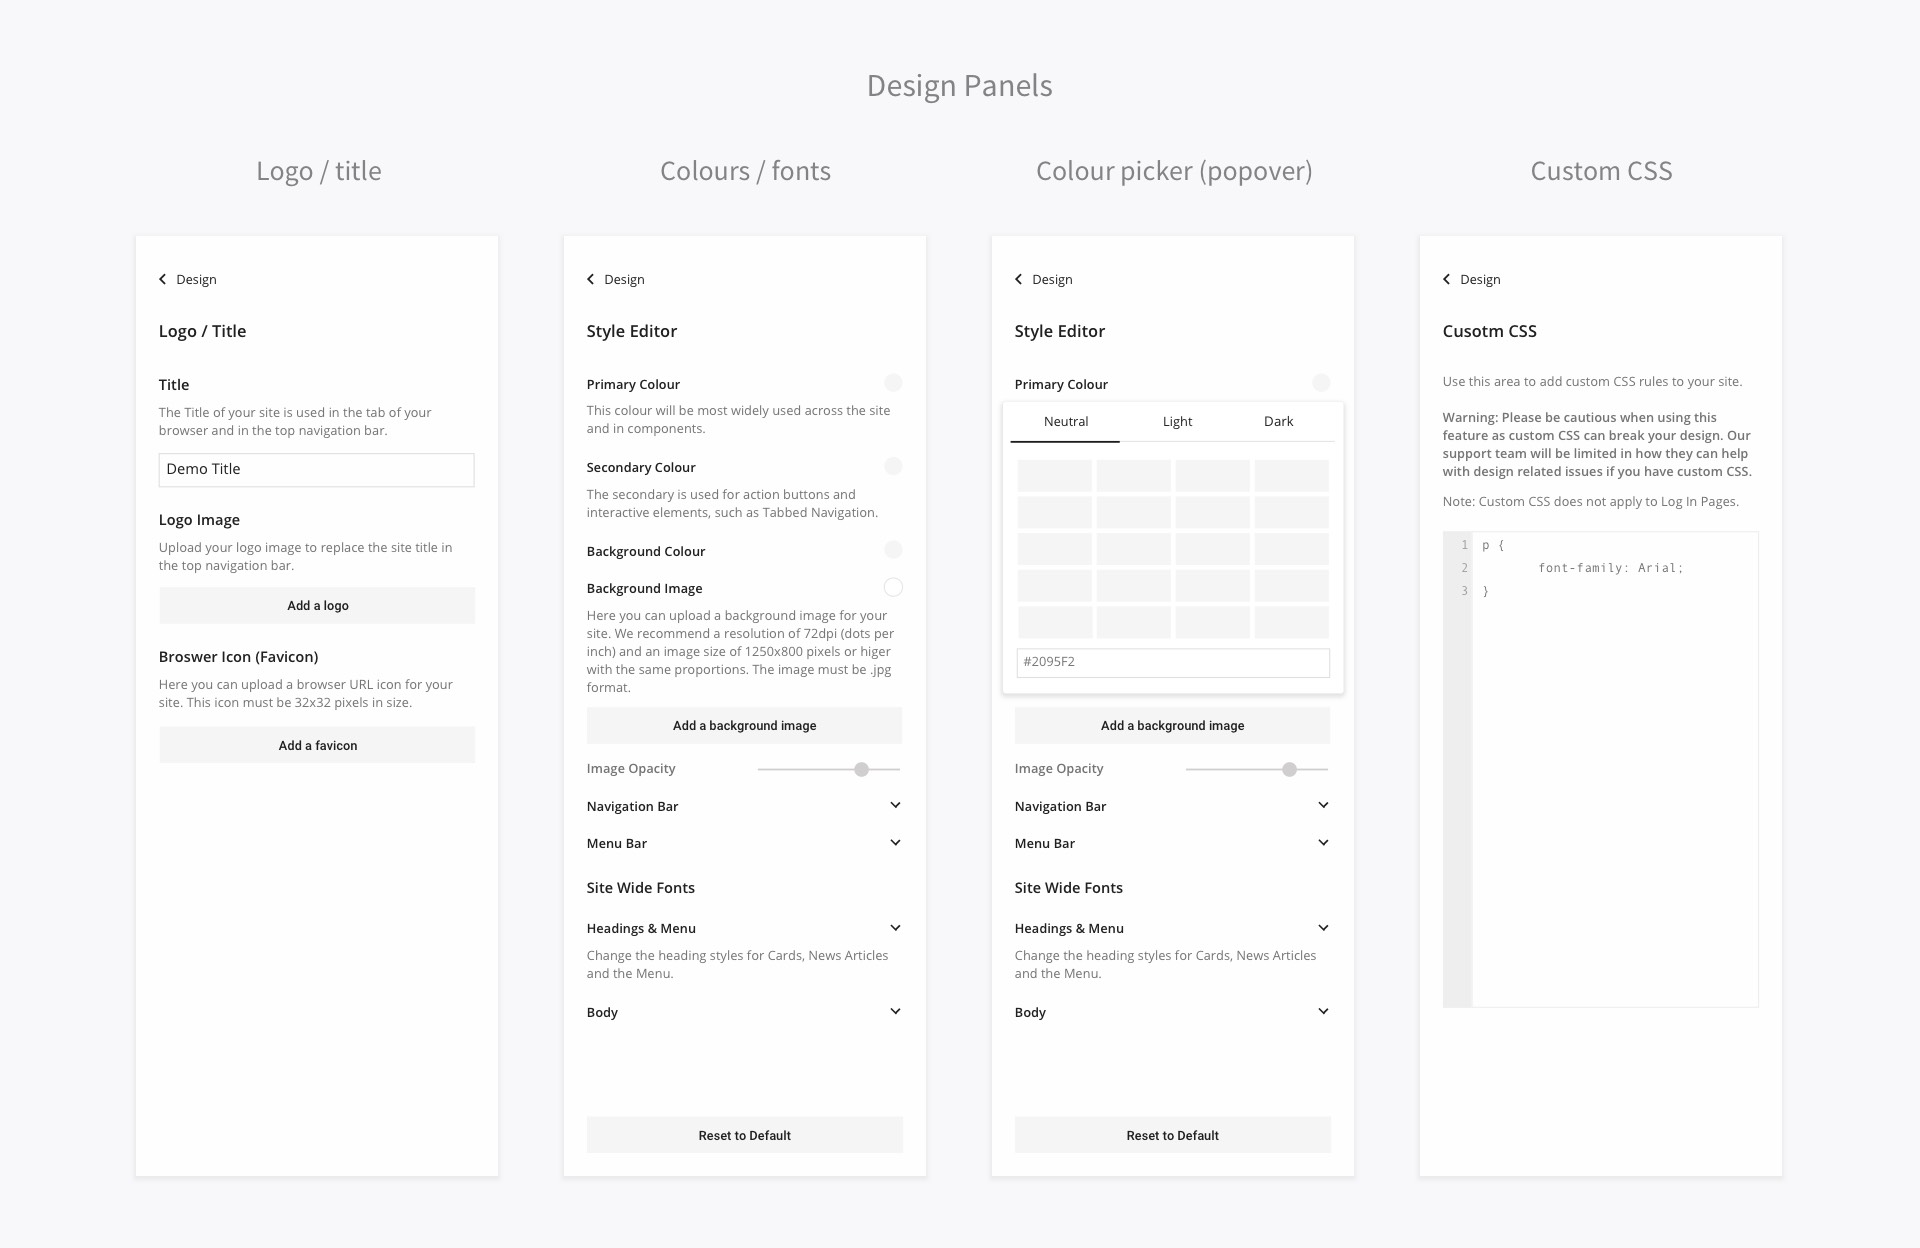 Design Panels
Logo / title
Colours / fonts
Colour picker (popover)
Custom CSS
Design
Logo / Title
Title
The Title of your site is used in the tab of your
browser and in the top navigation bar.
Demo Title
Logo Image
Upload your logo image to replace the site title in
the top navigation bar.
Add a logo
Broswer Icon (Favicon)
Here you can upload a browser URL icon for your
site. This icon must be 32x32 pixels in size.
Add a favicon
Design
Style Editor
Primary Colour
This colour will be most widely used across the site
and in components.
Secondary Colour
The secondary is used for action buttons and
interactive elements, such as Tabbed Navigation.
Background Colour
Background Image
Here you can upload a background image for your
site. We recommend a resolution of 72dpi (dots per
inch) and an image size of 1250x800 pixels or higer
with the same proportions. The image must be .jpg
format.
Add a background image
Image Opacity
Navigation Bar
Menu Bar
Site Wide Fonts
Headings & Menu
Change the heading styles for Cards, News Articles
and the Menu.
Body
Reset to Default
Design
Style Editor
Primary Colour
Neutral Light Dark
#2095F2
Add a background image
Image Opacity
Navigation Bar
Menu Bar
Site Wide Fonts
Headings & Menu
Change the heading styles for Cards, News Articles
and the Menu.
Body
Reset to Default
Design
Cusotm CSS
Use this area to add custom CSS rules to your site.
Warning: Please be cautious when using this
feature as custom CSS can break your design. Our
support team will be limited in how they can help
with design related issues if you have custom CSS.
Note: Custom CSS does not apply to Log In Pages.
1 p {
2 font-family: Arial;
3 }